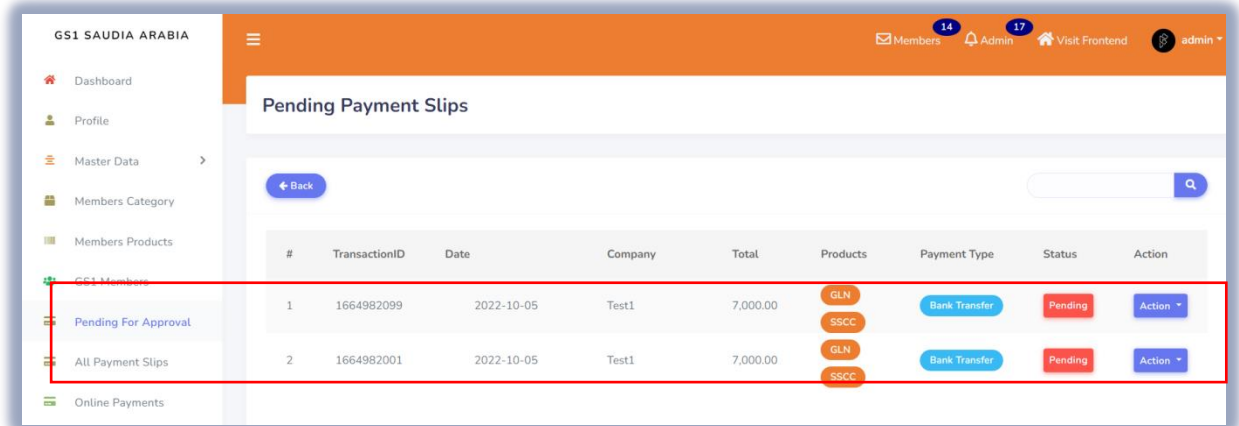 GS1 SAUDIA ARABIA
14
17
Members
Admin
Visit Frontend
admin
Dashboard
Profile
Master Data
Members Category
Members Products
GS1 Members
Pending For Approval
All Payment Slips
Online Payments
Pending Payment Slips
Back
# TransactionID Date Company Total Products Payment Type Status Action
1 1664982099 2022-10-05 Test1 7,000.00 GLN SSCC Bank Transfer Pending Action
2 1664982001 2022-10-05 Test1 7,000.00 GLN SSCC Bank Transfer Pending Action